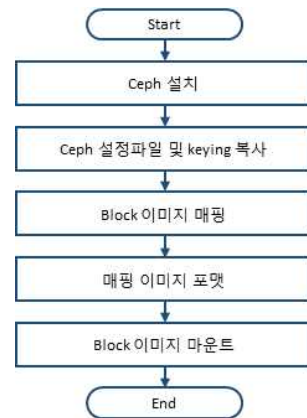 Start
Ceph 설치
Ceph 설정파일 및 keying 복사
Block 이미지 매핑
매핑 이미지 포맷
Block 이미지 마운트
End